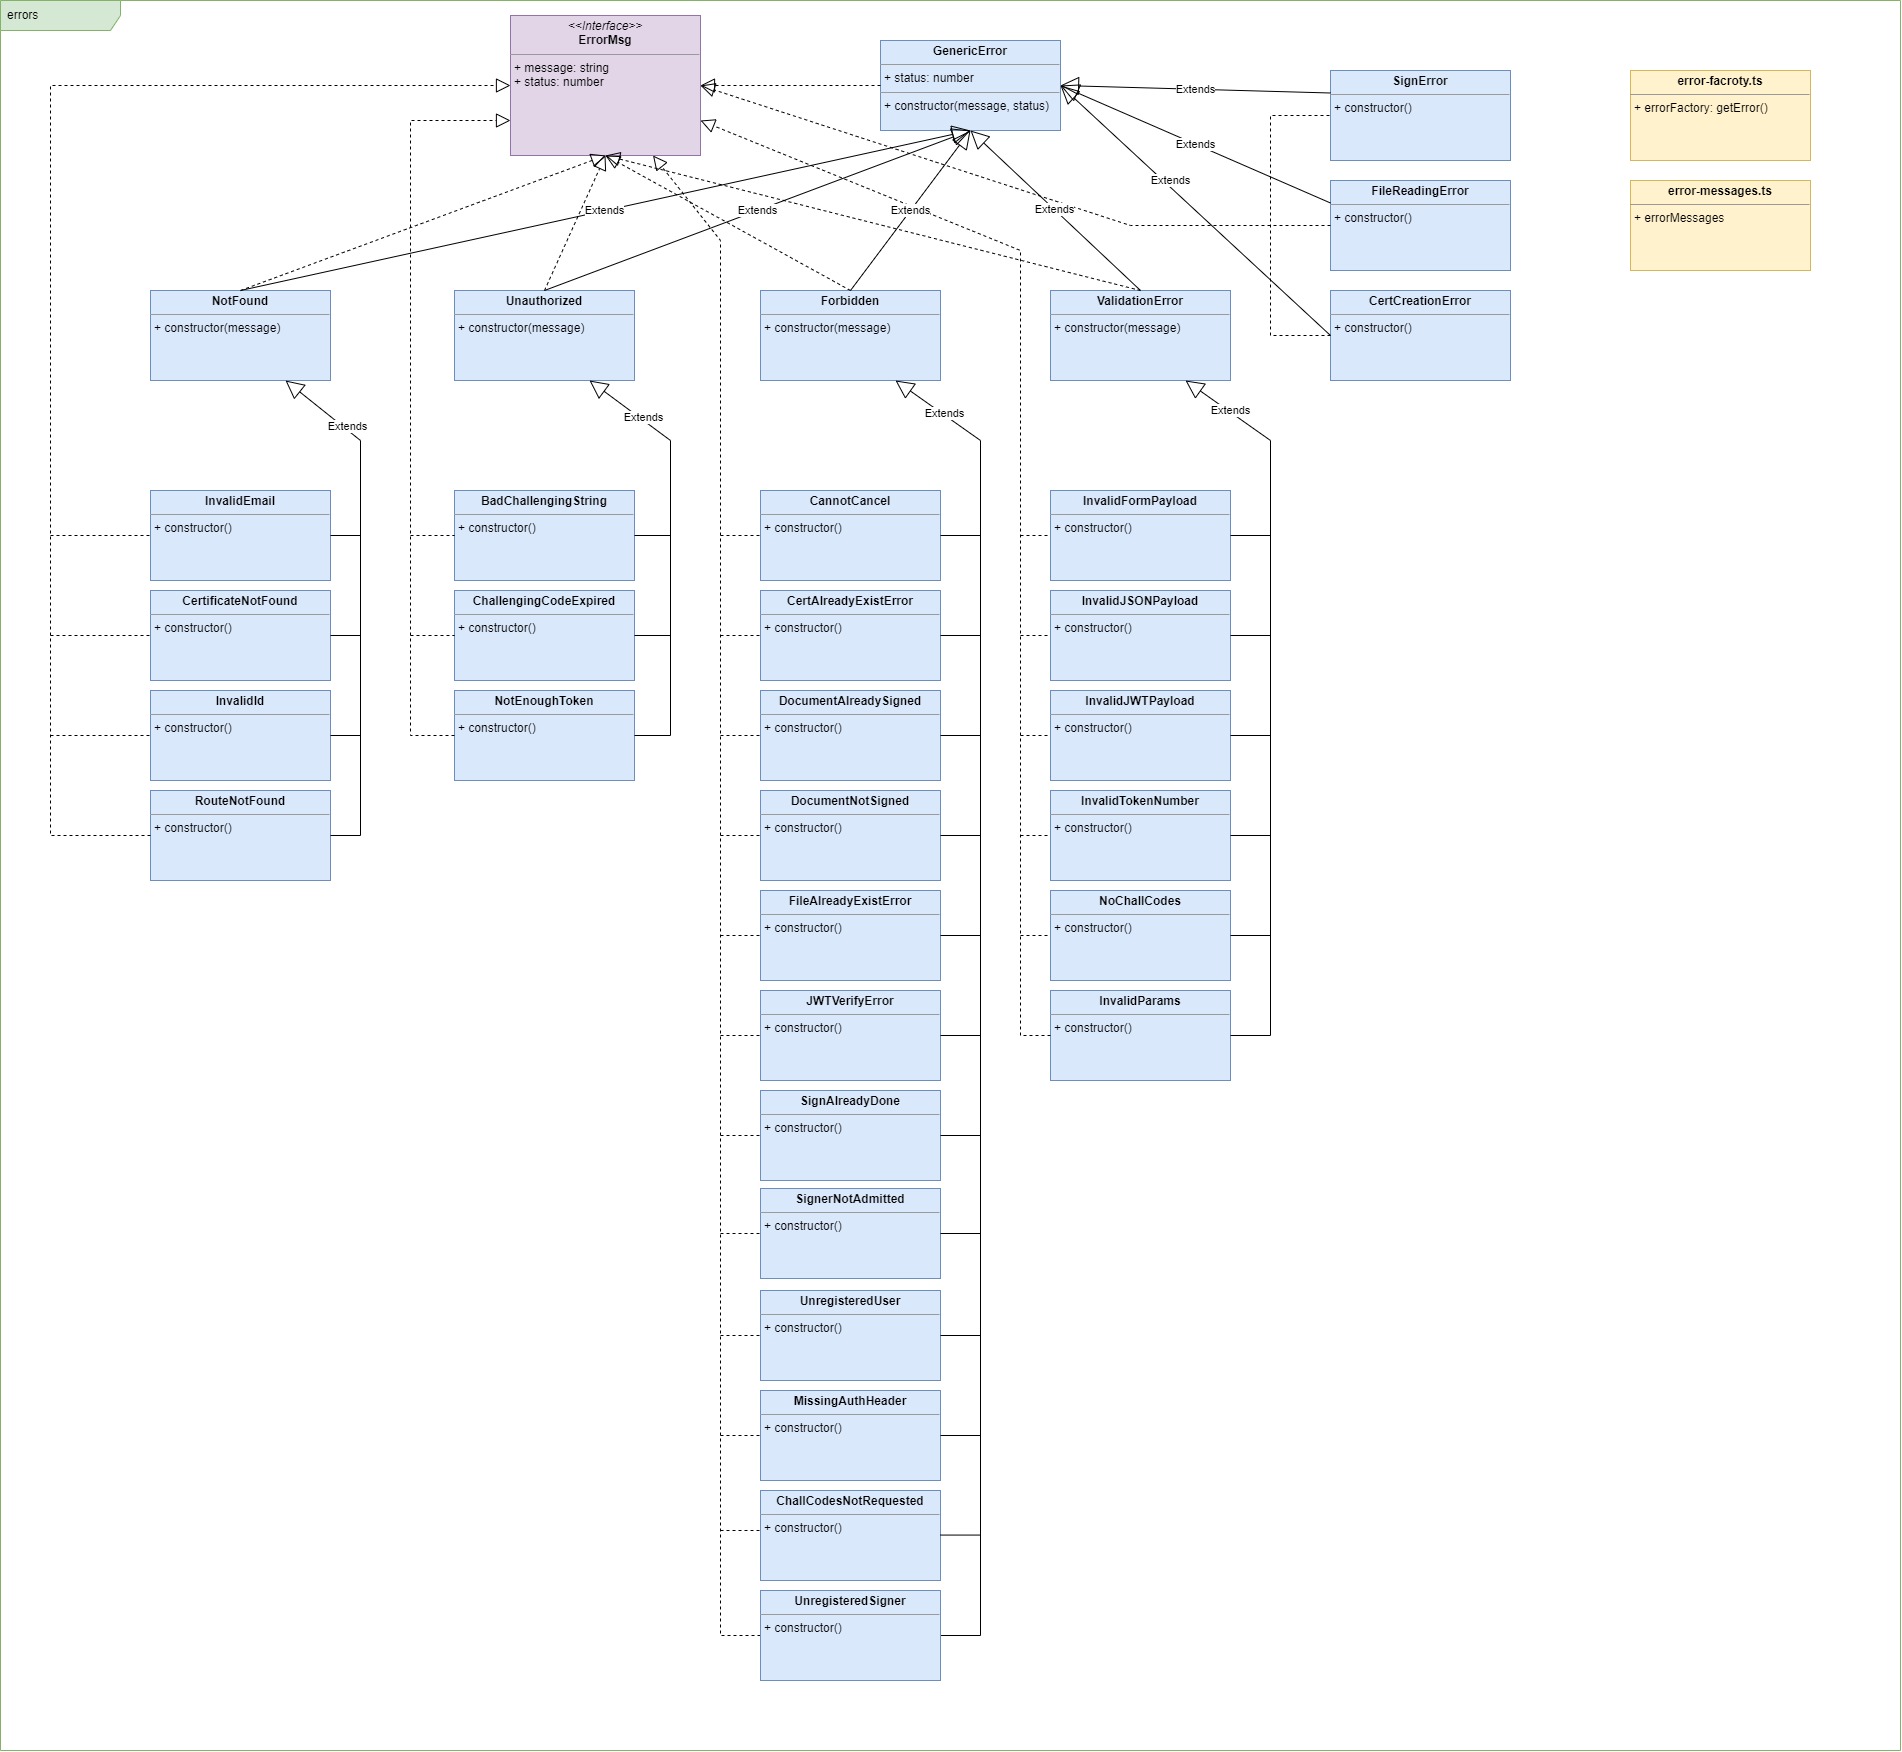 errors
<<Interface>>
ErrorMsg
+ message: string
+ status: number
GenericError
+ status: number
+ constructor(message, status)
SignError
+ constructor()
error-facroty.ts
+ errorFactory: getError()
Extends
Extends
Extends
FileReadingError
+ constructor()
error-messages.ts
+ errorMessages
Extends
Extends
Extends
Extends
NotFound
+ constructor(message)
Unauthorized
+ constructor(message)
Forbidden
+ constructor(message)
ValidationError
+ constructor(message)
CertCreationError
+ constructor()
Extends
Extends
Extends
Extends
InvalidEmail
+ constructor()
BadChallengingString
+ constructor()
CannotCancel
+ constructor()
InvalidFormPayload
+ constructor()
CertificateNotFound
+ constructor()
ChallengingCodeExpired
+ constructor()
CertAlreadyExistError
+ constructor()
InvalidJSONPayload
+ constructor()
InvalidId
+ constructor()
NotEnoughToken
+ constructor()
DocumentAlreadySigned
+ constructor()
InvalidJWTPayload
+ constructor()
RouteNotFound
+ constructor()
DocumentNotSigned
+ constructor()
InvalidTokenNumber
+ constructor()
FileAlreadyExistError
+ constructor()
NoChallCodes
+ constructor()
JWTVerifyError
+ constructor()
InvalidParams
+ constructor()
SignAlreadyDone
+ constructor()
SignerNotAdmitted
+ constructor()
UnregisteredUser
+ constructor()
MissingAuthHeader
+ constructor()
ChallCodesNotRequested
+ constructor()
UnregisteredSigner
+ constructor()